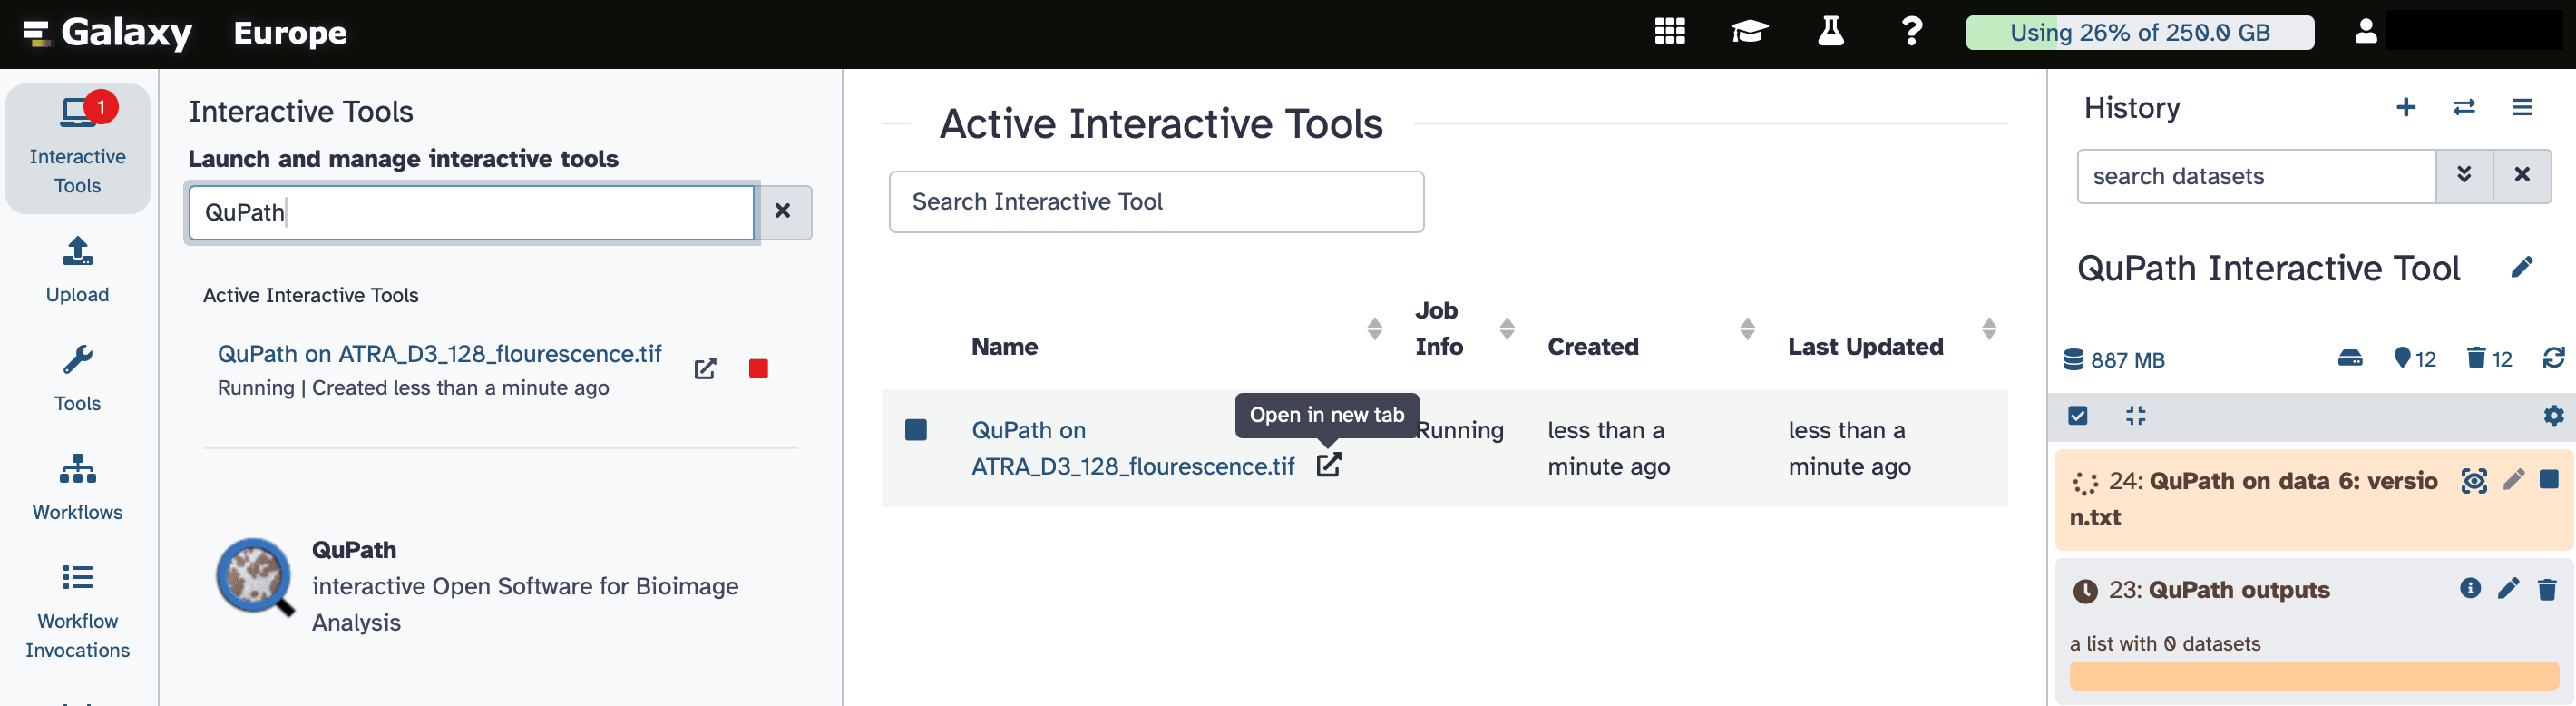 Galaxy Europe
Using 26% of 250.0 GB
1
Interactive
Tools
Upload
Tools
Workflows
Workflow
Invocations
Interactive Tools
Launch and manage interactive tools
QuPath
Active Interactive Tools
QuPath on ATRA_D3_128_flourescence.tif
Running | Created less than a minute ago
QuPath
interactive Open Software for Bioimage
Analysis
Active Interactive Tools
Search Interactive Tool
Name
Job
Info
Created
Last Updated
Open in new tab
QuPath on
ATRA_D3_128_flourescence.tif
Running
less than a
minute ago
less than a
minute ago
History
search datasets
QuPath Interactive Tool
887 MB
12
12
24: QuPath on data 6: versio
n.txt
23: QuPath outputs
a list with 0 datasets